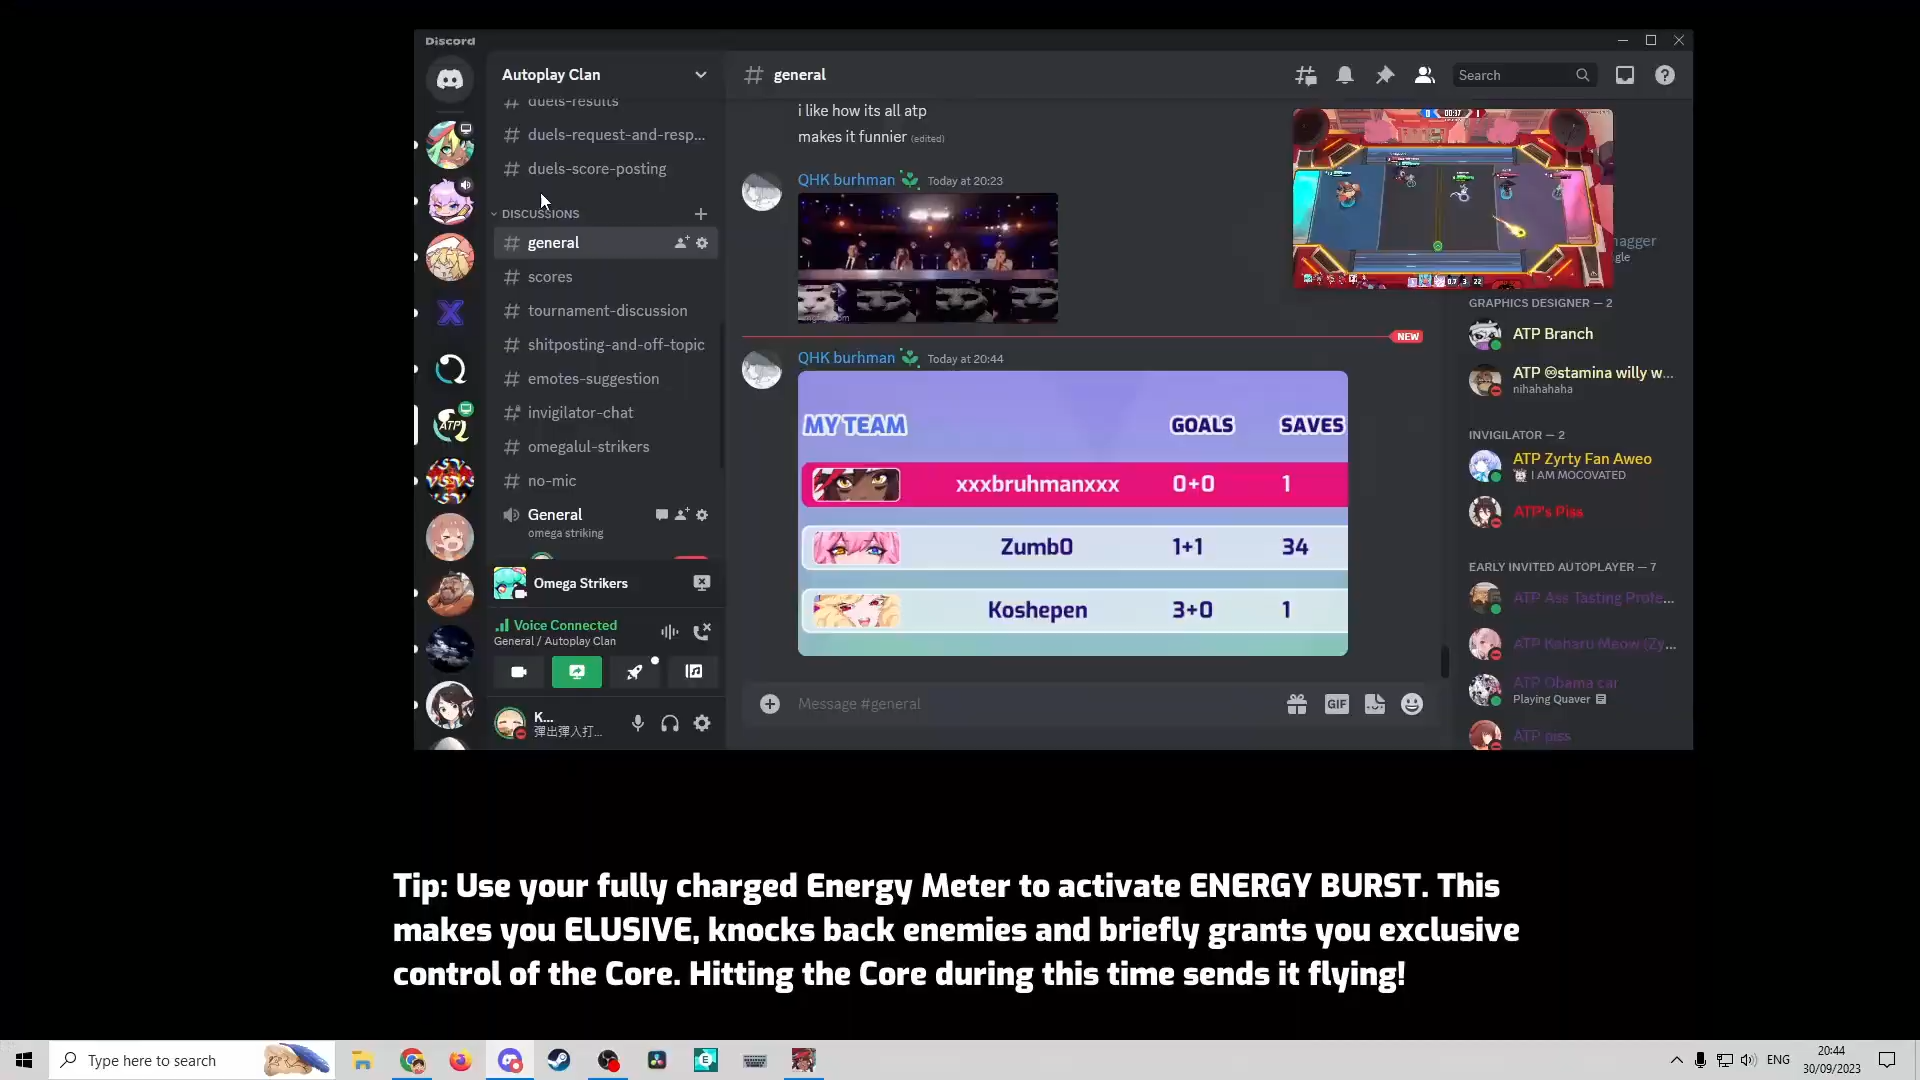 Discord
Autoplay Clan
general
Search
duels-results
duels-request-and-resp...
duels-score-posting
DISCUSSIONS
general
scores
tournament-discussion
shitposting-and-off-topic
emotes-suggestion
invigilator-chat
omegalul-strikers
no-mic
General
omega striking
Omega Strikers
Voice Connected
General / Autoplay Clan
K...
彈出彈入打...
i like how its all atp
makes it funnier (edited)
QHK burhman Today at 20:23
NEW
QHK burhman Today at 20:44
MY TEAM GOALS SAVES
xxxbruhmanxxx 0+0 1
Zumb0 1+1 34
Koshepen 3+0 1
Message #general
GIF
GRAPHICS DESIGNER — 2
ATP Branch
ATP ♾stamina willy w...
nihahahaha
INVIGILATOR — 2
ATP Zyrty Fan Aweo
I AM MOCOVATED
ATP's Piss
EARLY INVITED AUTOPLAYER — 7
ATP Ass Tasting Profe...
ATP Koharu Meow (Zy...
ATP Obama car
Playing Quaver
ATP piss
Tip: Use your fully charged Energy Meter to activate ENERGY BURST. This
makes you ELUSIVE, knocks back enemies and briefly grants you exclusive
control of the Core. Hitting the Core during this time sends it flying!
Type here to search
ENG
20:44
30/09/2023